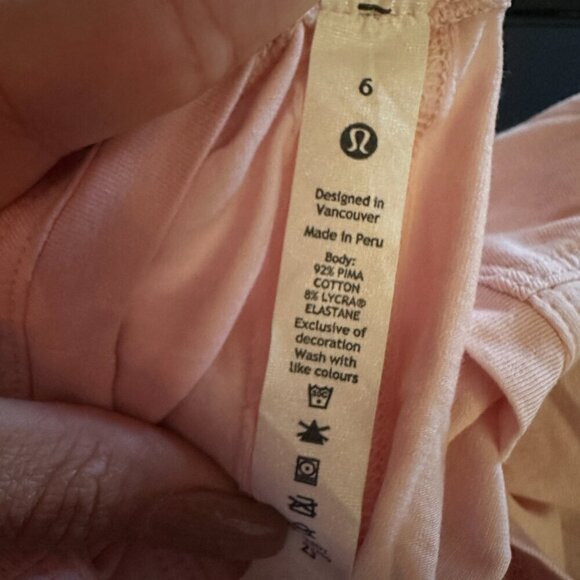 6
Designed in
Vancouver
Made in Peru
Body:
92% PIMA
COTTON
8% LYCRA®
ELASTANE
Exclusive of
decoration
Wash with
like colours